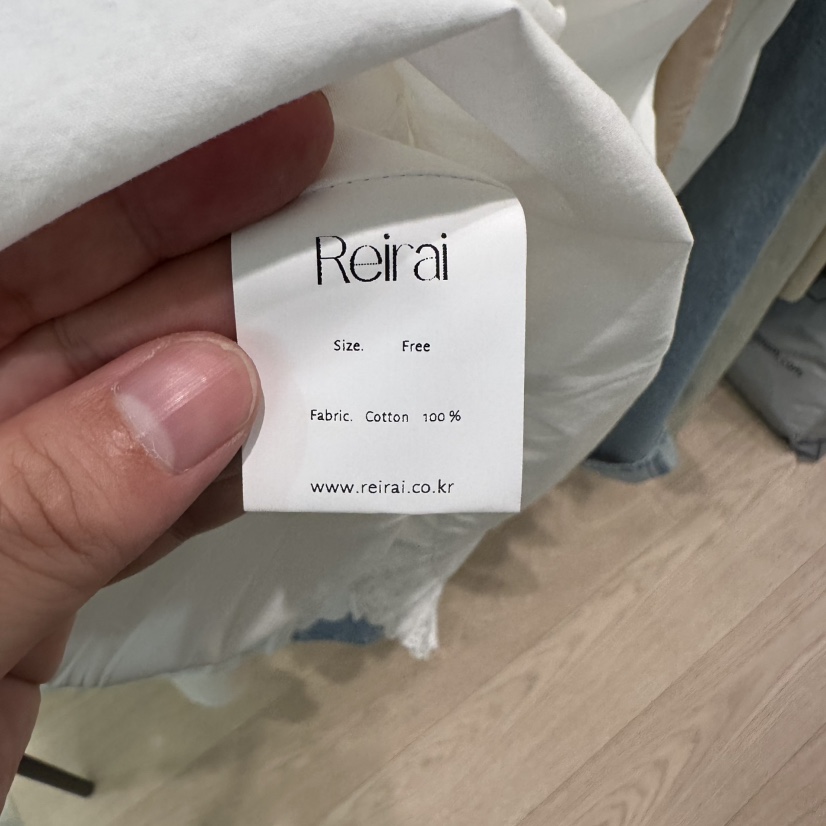 Reirai
Size. Free
Fabric. Cotton 100 %
www.reirai.co.kr